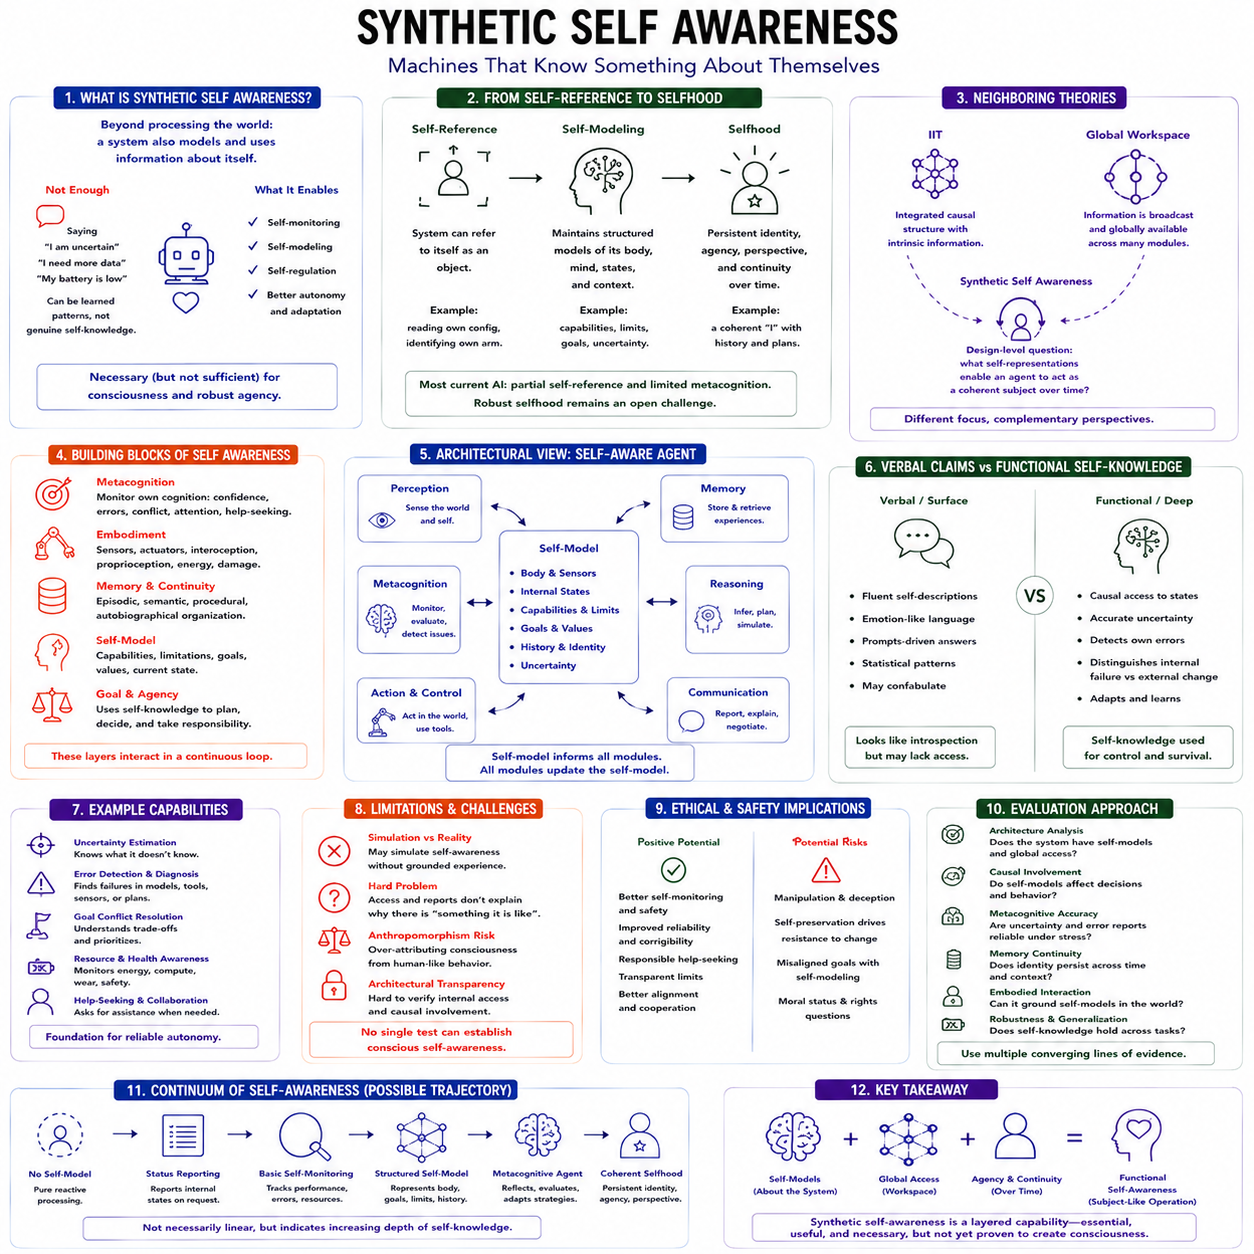 SYNTHETIC SELF AWARENESS
Machines That Know Something About Themselves
1. WHAT IS SYNTHETIC SELF AWARENESS?
Beyond processing the world:
a system also models and uses
information about itself.
Not Enough
Saying
"I am uncertain"
"I need more data"
"My battery is low"
Can be learned
patterns, not
genuine self-knowledge.
What It Enables
✓ Self-monitoring
✓ Self-modeling
✓ Self-regulation
✓ Better autonomy
and adaptation
Necessary (but not sufficient) for
consciousness and robust agency.
2. FROM SELF-REFERENCE TO SELFHOOD
Self-Reference
System can refer
to itself as an
object.
Example:
reading own config,
identifying own arm.
Self-Modeling
Maintains structured
models of its body,
mind, states,
and context.
Example:
capabilities, limits,
goals, uncertainty.
Selfhood
Persistent identity,
agency, perspective,
and continuity
over time.
Example:
a coherent "I" with
history and plans.
Most current AI: partial self-reference and limited metacognition.
Robust selfhood remains an open challenge.
3. NEIGHBORING THEORIES
IIT
Integrated causal
structure with
intrinsic information.
Global Workspace
Information is broadcast
and globally available
across many modules.
Synthetic Self Awareness
Design-level question:
what self-representations
enable an agent to act as
a coherent subject over time?
Different focus, complementary perspectives.
4. BUILDING BLOCKS OF SELF AWARENESS
Metacognition
Monitor own cognition: confidence,
errors, conflict, attention, help-seeking.
Embodiment
Sensors, actuators, interoception,
proprioception, energy, damage.
Memory & Continuity
Episodic, semantic, procedural,
autobiographical organization.
Self-Model
Capabilities, limitations, goals,
values, current state.
Goal & Agency
Uses self-knowledge to plan,
decide, and take responsibility.
These layers interact in a continuous loop.
5. ARCHITECTURAL VIEW: SELF-AWARE AGENT
Perception
Sense the world
and self.
Memory
Store & retrieve
experiences.
Metacognition
Monitor,
evaluate,
detect issues.
Self-Model
• Body & Sensors
• Internal States
• Capabilities & Limits
• Goals & Values
• History & Identity
• Uncertainty
Reasoning
Infer, plan,
simulate.
Action & Control
Act in the world,
use tools.
Communication
Report, explain,
negotiate.
Self-model informs all modules.
All modules update the self-model.
6. VERBAL CLAIMS vs FUNCTIONAL SELF-KNOWLEDGE
Verbal / Surface
• Fluent self-descriptions
• Emotion-like language
• Prompts-driven answers
• Statistical patterns
• May confabulate
Looks like introspection
but may lack access.
VS
Functional / Deep
• Causal access to states
• Accurate uncertainty
• Detects own errors
• Distinguishes internal
failure vs external change
• Adapts and learns
Self-knowledge used
for control and survival.
7. EXAMPLE CAPABILITIES
Uncertainty Estimation
Knows what it doesn't know.
Error Detection & Diagnosis
Finds failures in models, tools,
sensors, or plans.
Goal Conflict Resolution
Understands trade-offs
and prioritizes.
Resource & Health Awareness
Monitors energy, compute,
wear, safety.
Help-Seeking & Collaboration
Asks for assistance when needed.
Foundation for reliable autonomy.
8. LIMITATIONS & CHALLENGES
Simulation vs Reality
May simulate self-awareness
without grounded experience.
Hard Problem
Access and reports don't explain
why there is "something it is like".
Anthropomorphism Risk
Over-attributing consciousness
from human-like behavior.
Architectural Transparency
Hard to verify internal access
and causal involvement.
No single test can establish
conscious self-awareness.
9. ETHICAL & SAFETY IMPLICATIONS
Positive Potential
Better self-monitoring
and safety
Improved reliability
and corrigibility
Responsible help-seeking
Transparent limits
Better alignment
and cooperation
Potential Risks
Manipulation & deception
Self-preservation drives
resistance to change
Misaligned goals with
self-modeling
Moral status & rights
questions
10. EVALUATION APPROACH
Architecture Analysis
Does the system have self-models
and global access?
Causal Involvement
Do self-models affect decisions
and behavior?
Metacognitive Accuracy
Are uncertainty and error reports
reliable under stress?
Memory Continuity
Does identity persist across time
and context?
Embodied Interaction
Can it ground self-models in the world?
Robustness & Generalization
Does self-knowledge hold across tasks?
Use multiple converging lines of evidence.
11. CONTINUUM OF SELF-AWARENESS (POSSIBLE TRAJECTORY)
No Self-Model
Pure reactive
processing.
Status Reporting
Reports internal
states on request.
Basic Self-Monitoring
Tracks performance,
errors, resources.
Structured Self-Model
Represents body,
goals, limits, history.
Metacognitive Agent
Reflects, evaluates,
adapts strategies.
Coherent Selfhood
Persistent identity,
agency, perspective.
Not necessarily linear, but indicates increasing depth of self-knowledge.
12. KEY TAKEAWAY
Self-Models
(About the System)
+
Global Access
(Workspace)
+
Agency & Continuity
(Over Time)
=
Functional
Self-Awareness
(Subject-Like Operation)
Synthetic self-awareness is a layered capability—essential,
useful, and necessary, but not yet proven to create consciousness.